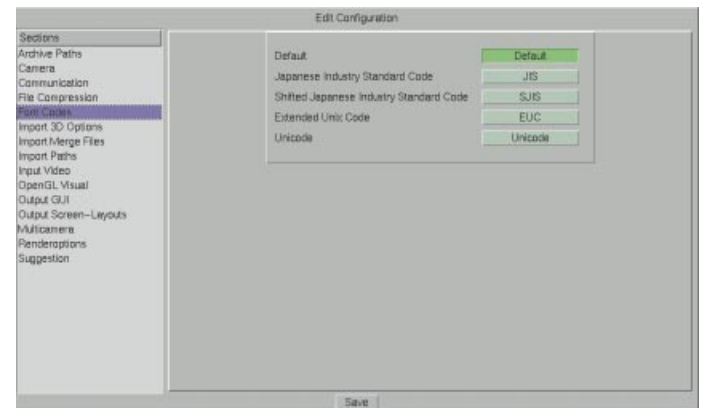 Edit Configuration
Sections
Archive Paths
Camera
Communication
File Compression
Font Codes
Import 3D Options
Import Merge Files
Import Paths
Input Video
OpenGL Visual
Output GUI
Output Screen-Layouts
Multicamera
Renderoptions
Suggestion
Default Default
Japanese Industry Standard Code JIS
Shifted Japanese Industry Standard Code SJIS
Extended Unix Code EUC
Unicode Unicode
Save